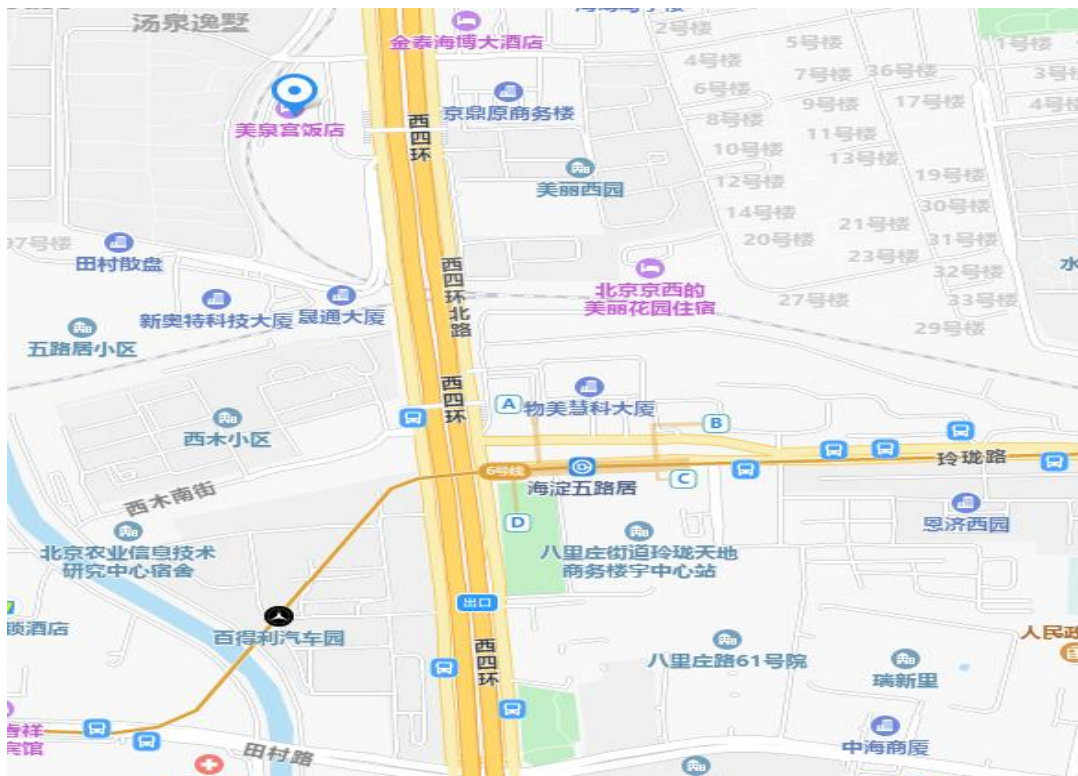 汤泉逸墅
金泰海博大酒店
2号楼
5号楼
1号楼
4号楼
7号楼
36号楼
3号楼
6号楼
9号楼
17号楼
4号楼
美泉宫饭店
西四环
京鼎原商务楼
8号楼
11号楼
10号楼
13号楼
美丽西园
12号楼
19号楼
14号楼
30号楼
21号楼
97号楼
20号楼
31号楼
田村散盘
23号楼
水
西四环北路
北京京西的
美丽花园住宿
32号楼
27号楼
33号楼
新奥特科技大厦
晟通大厦
29号楼
五路居小区
西四环
A
物美慧科大厦
B
西木小区
玲珑路
6号线
海淀五路居
C
西木南街
D
恩济西园
北京农业信息技术
研究中心宿舍
八里庄街道玲珑天地
商务楼宇中心站
出口
锁酒店
百得利汽车园
人民政
西四环
八里庄路61号院
瑞新里
宾馆
田村路
中海商厦